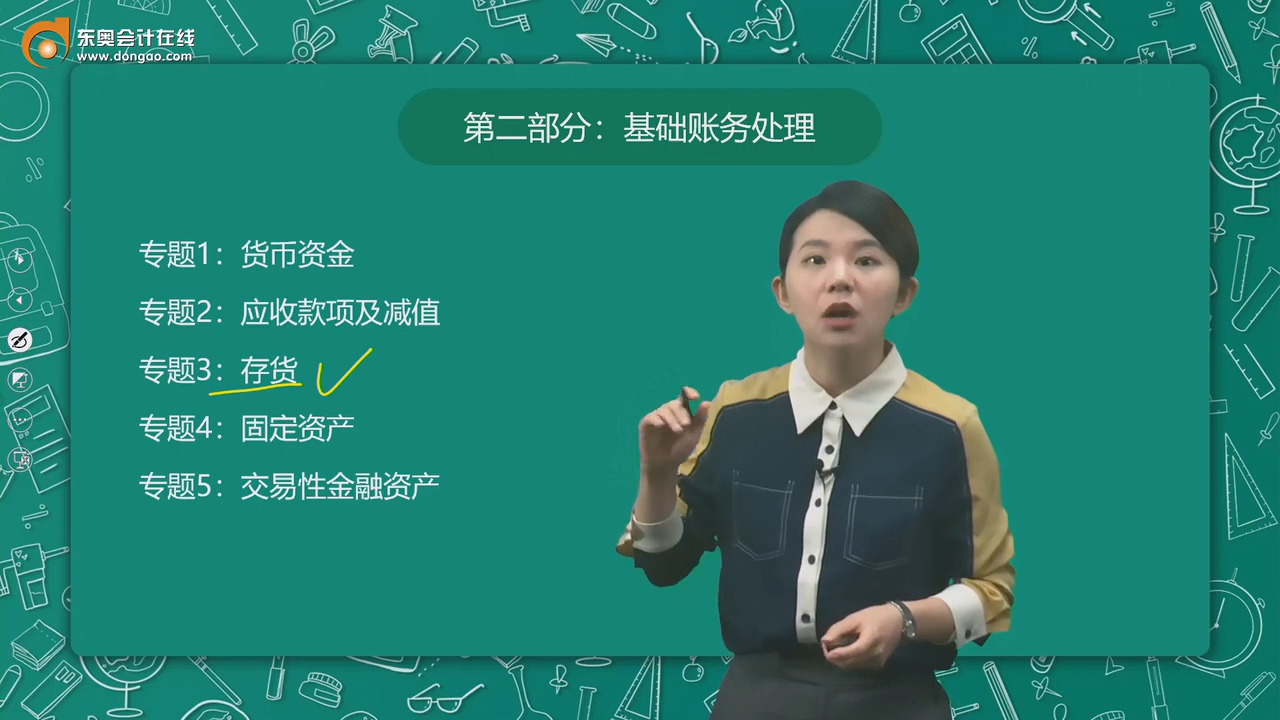 东奥会计在线
www.dongao.com
第二部分：基础账务处理
专题1：货币资金
专题2：应收款项及减值
专题3：存货
专题4：固定资产
专题5：交易性金融资产